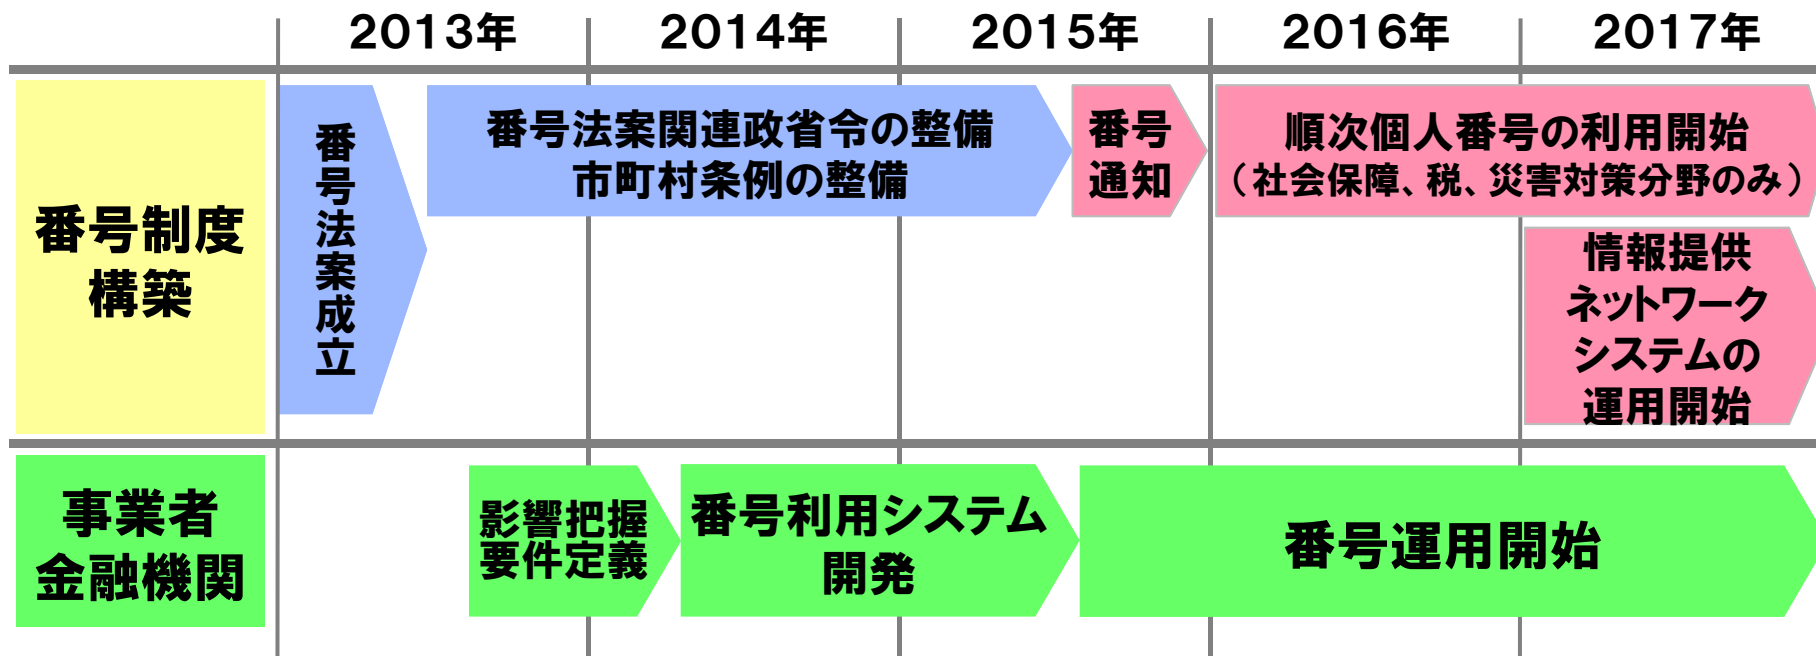 2013年
2014年
2015年
2016年
2017年
番号制度
構築
番号法案成立
番号法案関連政省令の整備
市町村条例の整備
番号
通知
順次個人番号の利用開始
（社会保障、税、災害対策分野のみ）
情報提供
ネットワーク
システムの
運用開始
事業者
金融機関
影響把握
要件定義
番号利用システム
開発
番号運用開始